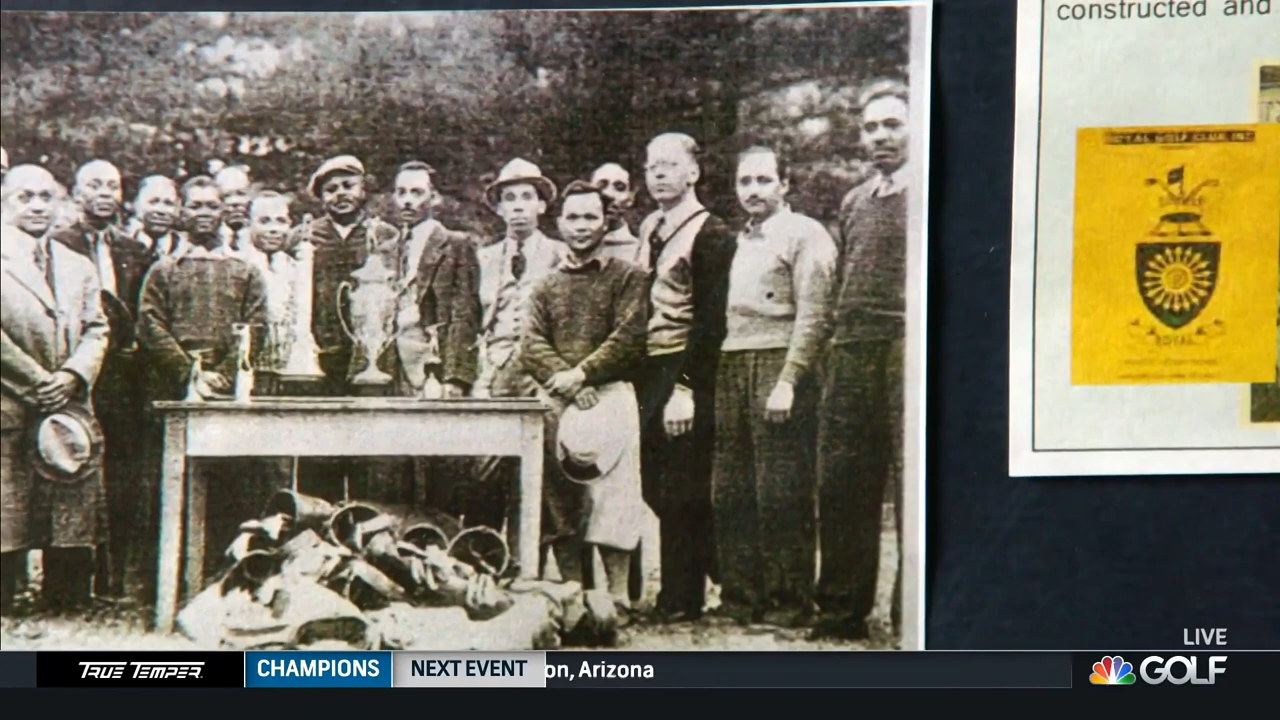 constructed and
ROYAL GOLF CLUB INC
ROYAL
LIVE
TRUE TEMPER
CHAMPIONS
NEXT EVENT
on, Arizona
GOLF